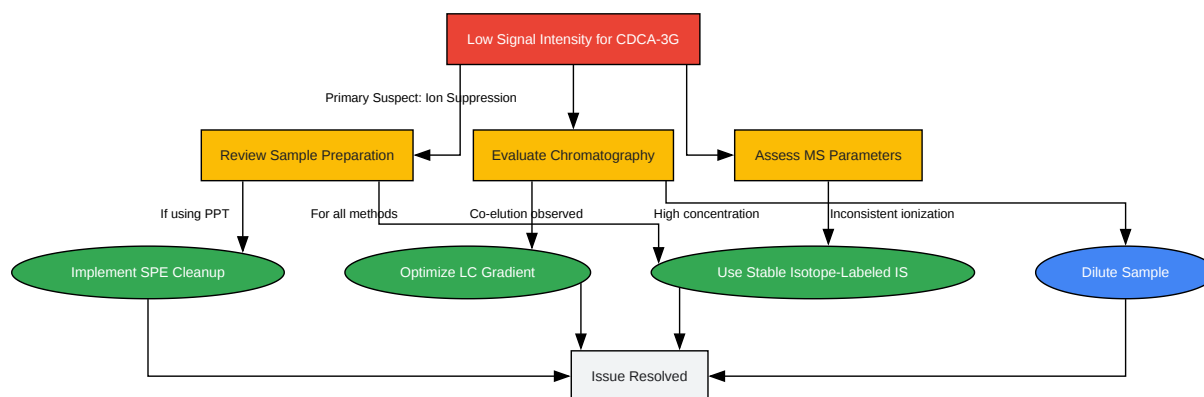 Low Signal Intensity for CDCA-3G
Primary Suspect: Ion Suppression
Review Sample Preparation
Evaluate Chromatography
Assess MS Parameters
If using PPT
For all methods
Co-elution observed
High concentration
Inconsistent ionization
Implement SPE Cleanup
Optimize LC Gradient
Use Stable Isotope-Labeled IS
Dilute Sample
Issue Resolved